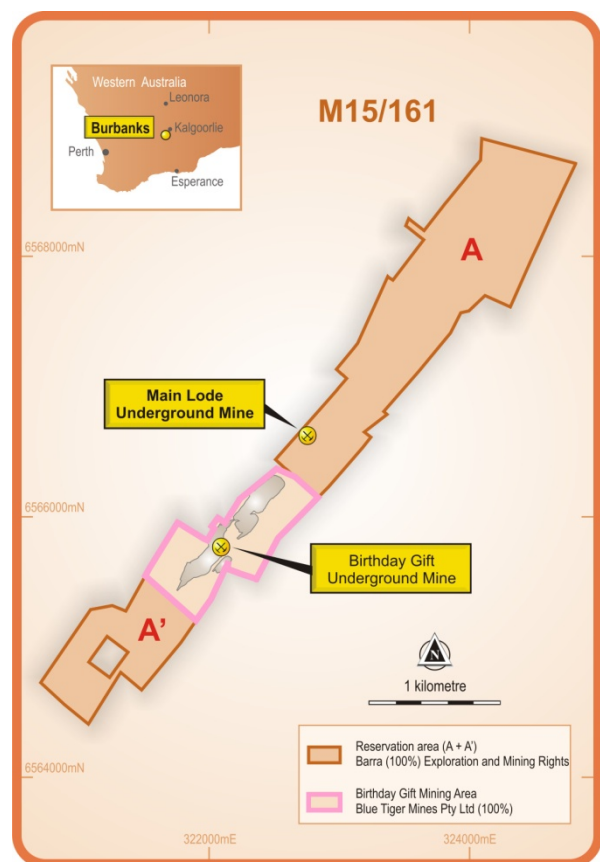 Western Australia
Leonora
Burbanks
Kalgoorlie
Perth
Esperance
M15/161
A
6568000mN
Main Lode
Underground Mine
6566000mN
Birthday Gift
Underground Mine
A’
N
1 kilometre
Reservation area (A + A’)
Barra (100%) Exploration and Mining Rights
6564000mN
Birthday Gift Mining Area
Blue Tiger Mines Pty Ltd (100%)
322000mE
324000mE